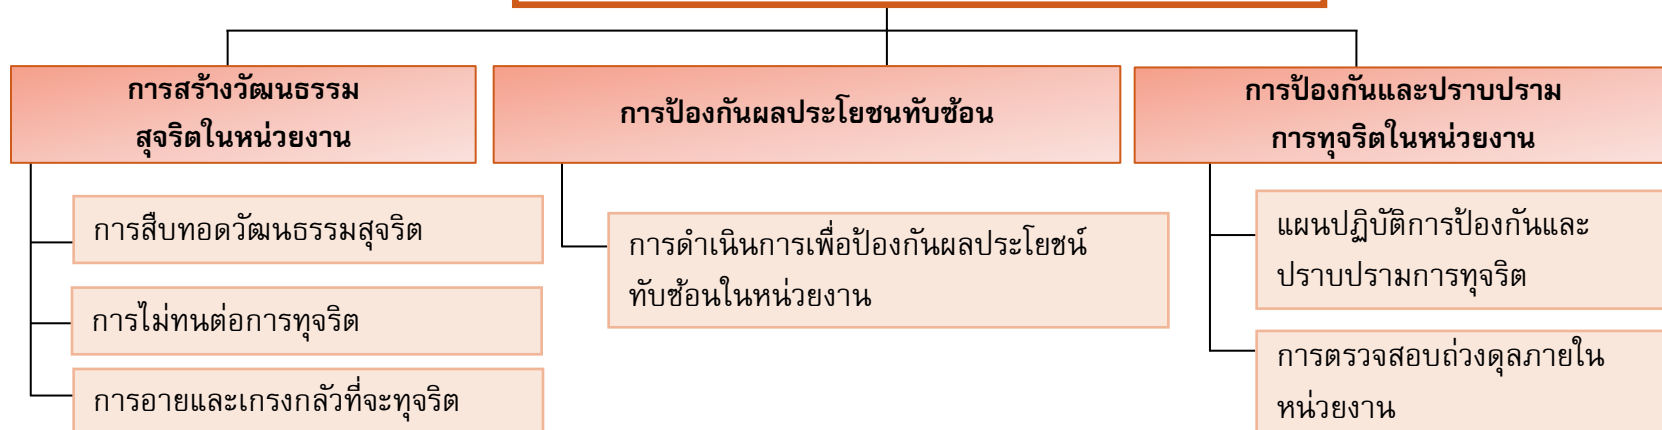 การสร้างวัฒนธรรม
สุจริตในหน่วยงาน
การสืบทอดวัฒนธรรมสุจริต
การไม่ทนต่อการทุจริต
การอายและเกรงกลัวที่จะทุจริต
การป้องกันผลประโยชนทับซ้อน
การดำเนินการเพื่อป้องกันผลประโยชน์
ทับซ้อนในหน่วยงาน
การป้องกันและปราบปราม
การทุจริตในหน่วยงาน
แผนปฏิบัติการป้องกันและ
ปราบปรามการทุจริต
การตรวจสอบถ่วงดุลภายใน
หน่วยงาน